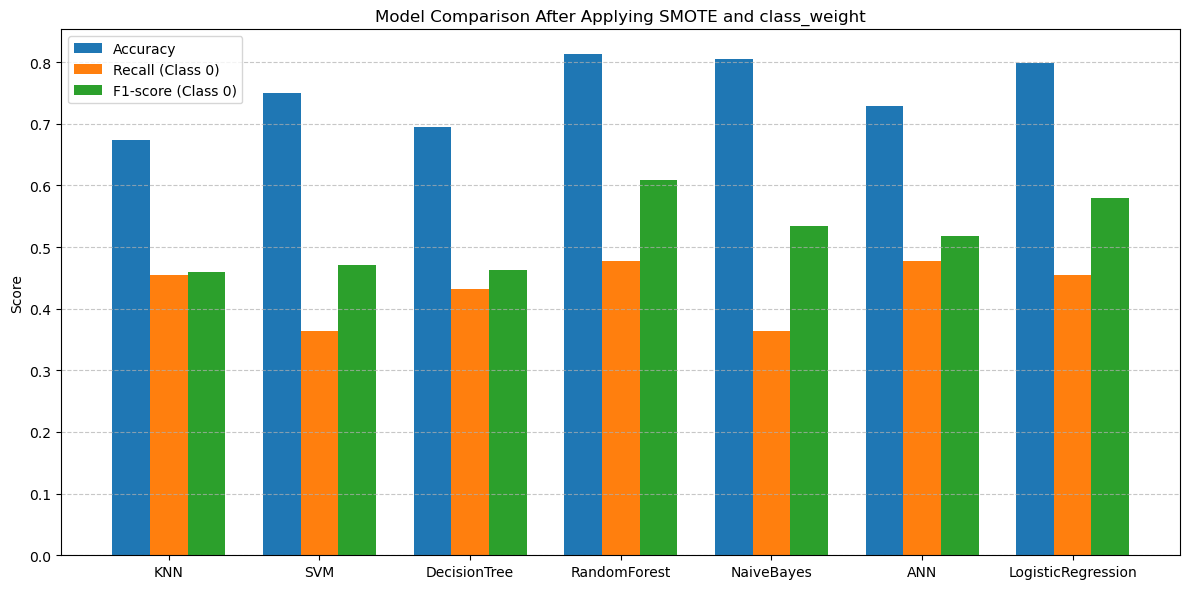 Model Comparison After Applying SMOTE and class_weight
Accuracy
Recall (Class 0)
F1-score (Class 0)
Score
0.8
0.7
0.6
0.5
0.4
0.3
0.2
0.1
0.0
KNN SVM DecisionTree RandomForest NaiveBayes ANN LogisticRegression